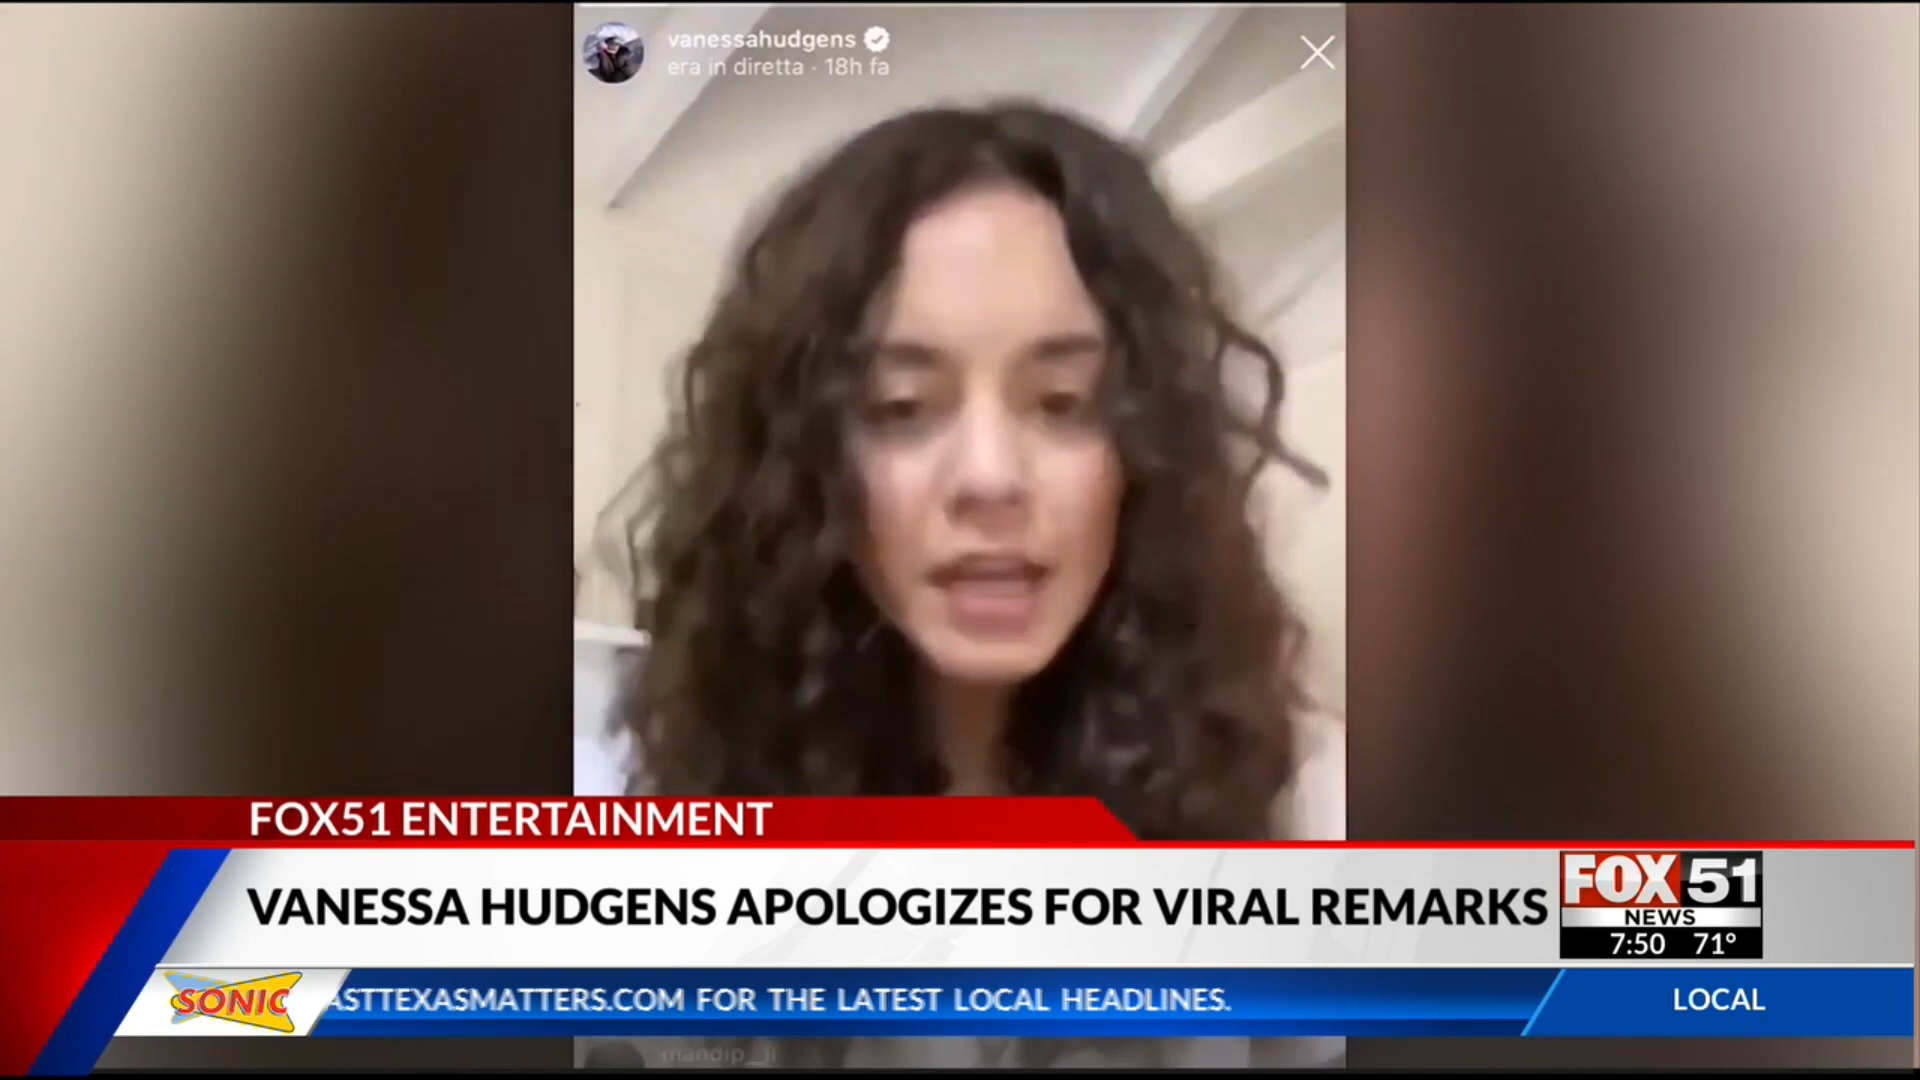 vanessahudgens
era in diretta · 18h fa
FOX51 ENTERTAINMENT
VANESSA HUDGENS APOLOGIZES FOR VIRAL REMARKS
FOX 51
NEWS
7:50 71°
SONIC
ASTTEXASMATTERS.COM FOR THE LATEST LOCAL HEADLINES.
LOCAL